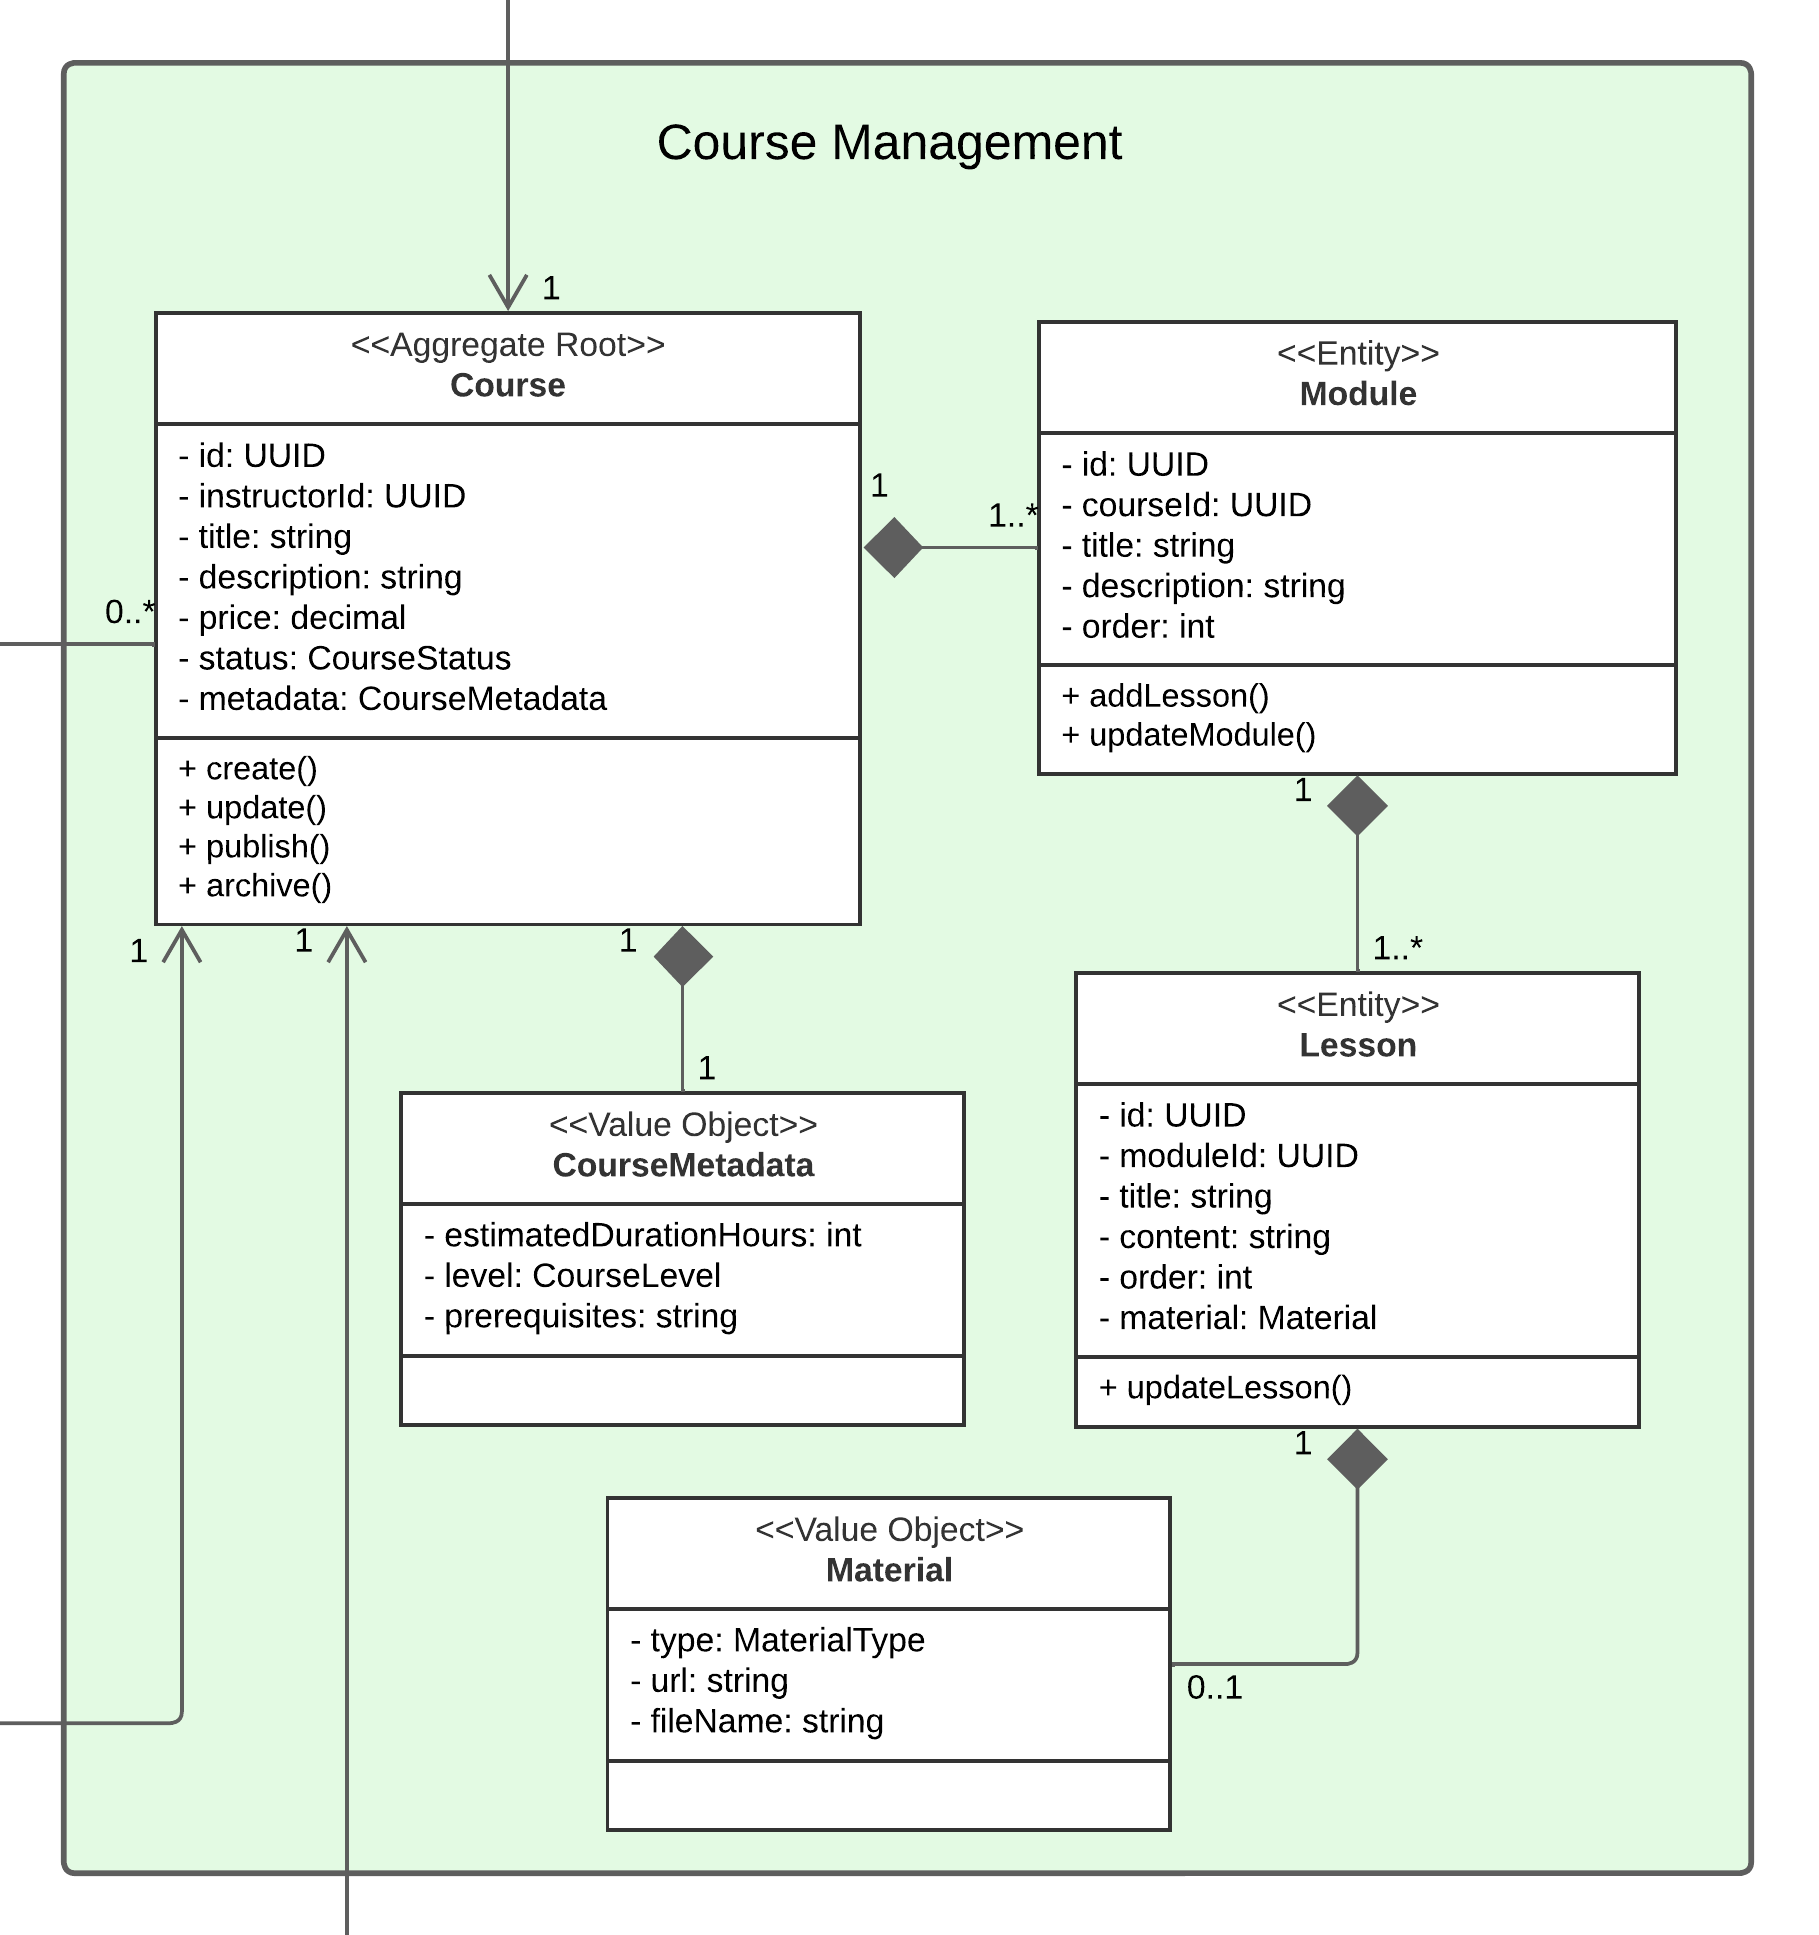 Course Management
1
<<Aggregate Root>>
Course
- id: UUID
- instructorId: UUID
- title: string
- description: string
- price: decimal
- status: CourseStatus
- metadata: CourseMetadata
+ create()
+ update()
+ publish()
+ archive()
0..*
1
1..*
<<Entity>>
Module
- id: UUID
- courseId: UUID
- title: string
- description: string
- order: int
+ addLesson()
+ updateModule()
1
1
1
1
1..*
1
<<Value Object>>
CourseMetadata
- estimatedDurationHours: int
- level: CourseLevel
- prerequisites: string
<<Entity>>
Lesson
- id: UUID
- moduleId: UUID
- title: string
- content: string
- order: int
- material: Material
+ updateLesson()
1
<<Value Object>>
Material
- type: MaterialType
- url: string
- fileName: string
0..1